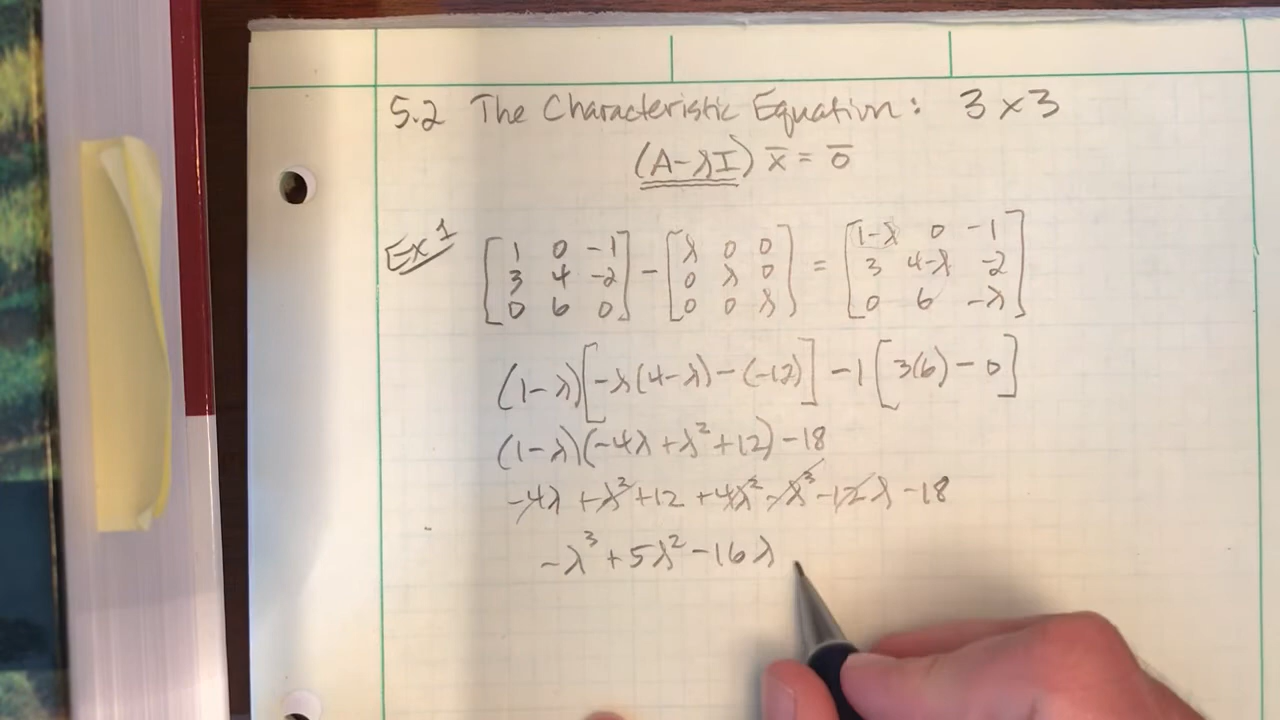 5.2 The Characteristic Equation: 3x3
(A-λI) x̄ = 0̄
Ex 1
[1 0 -1] - [λ 0 0] = [1-λ 0 -1]
[3 4 -2] [0 λ 0] [3 4-λ -2]
[0 6 0] [0 0 λ] [0 6 -λ]
(1-λ)[-λ(4-λ)-(-12)] -1[3(6)-0]
(1-λ)(-4λ+λ²+12)-18
-4λ+λ²+12+4λ²-λ³-12λ-18
-λ³+5λ²-16λ